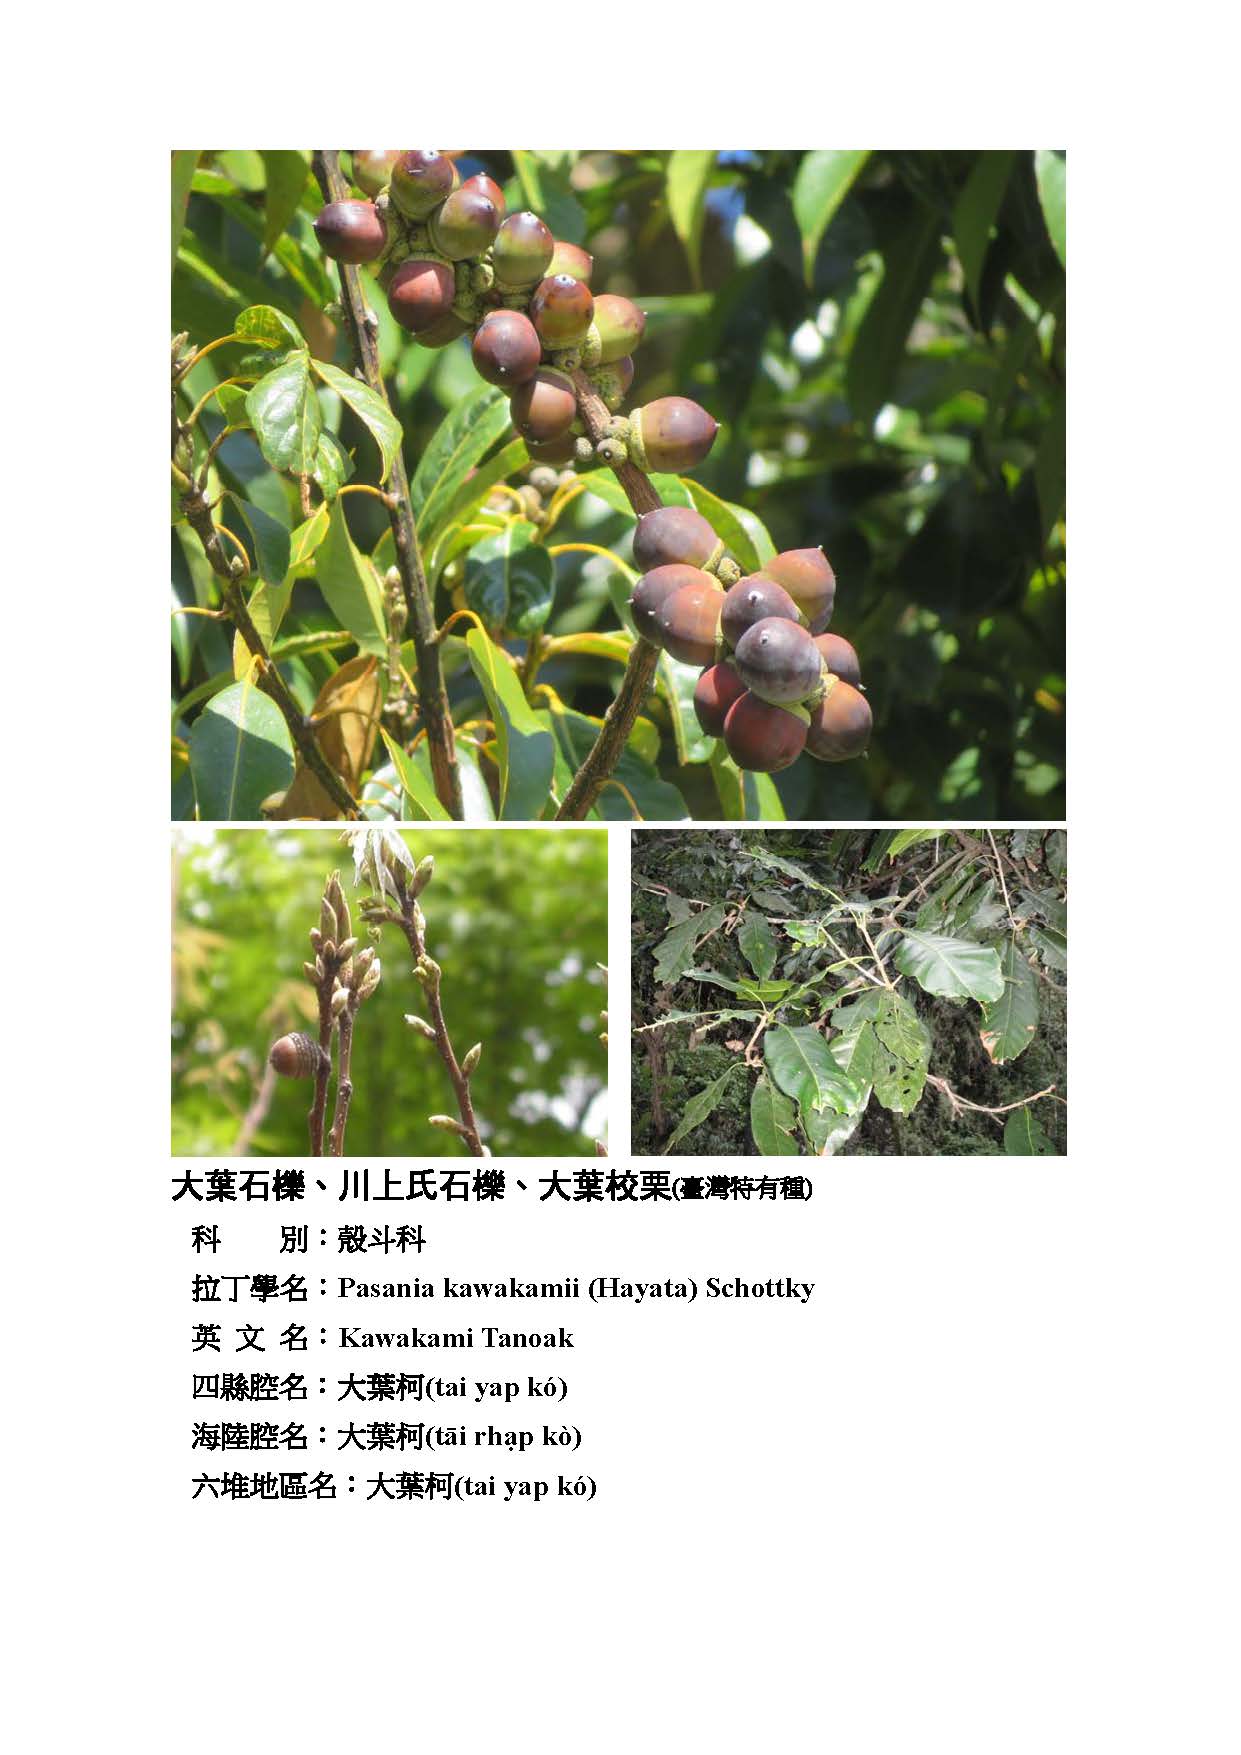 大葉石櫟、川上氏石櫟、大葉校栗(臺灣特有種)
科　　別：殼斗科
拉丁學名：Pasania kawakamii (Hayata) Schottky
英 文 名：Kawakami Tanoak
四縣腔名：大葉柯(tai yap kó)
海陸腔名：大葉柯(tāi rha̍p kò)
六堆地區名：大葉柯(tai yap kó)